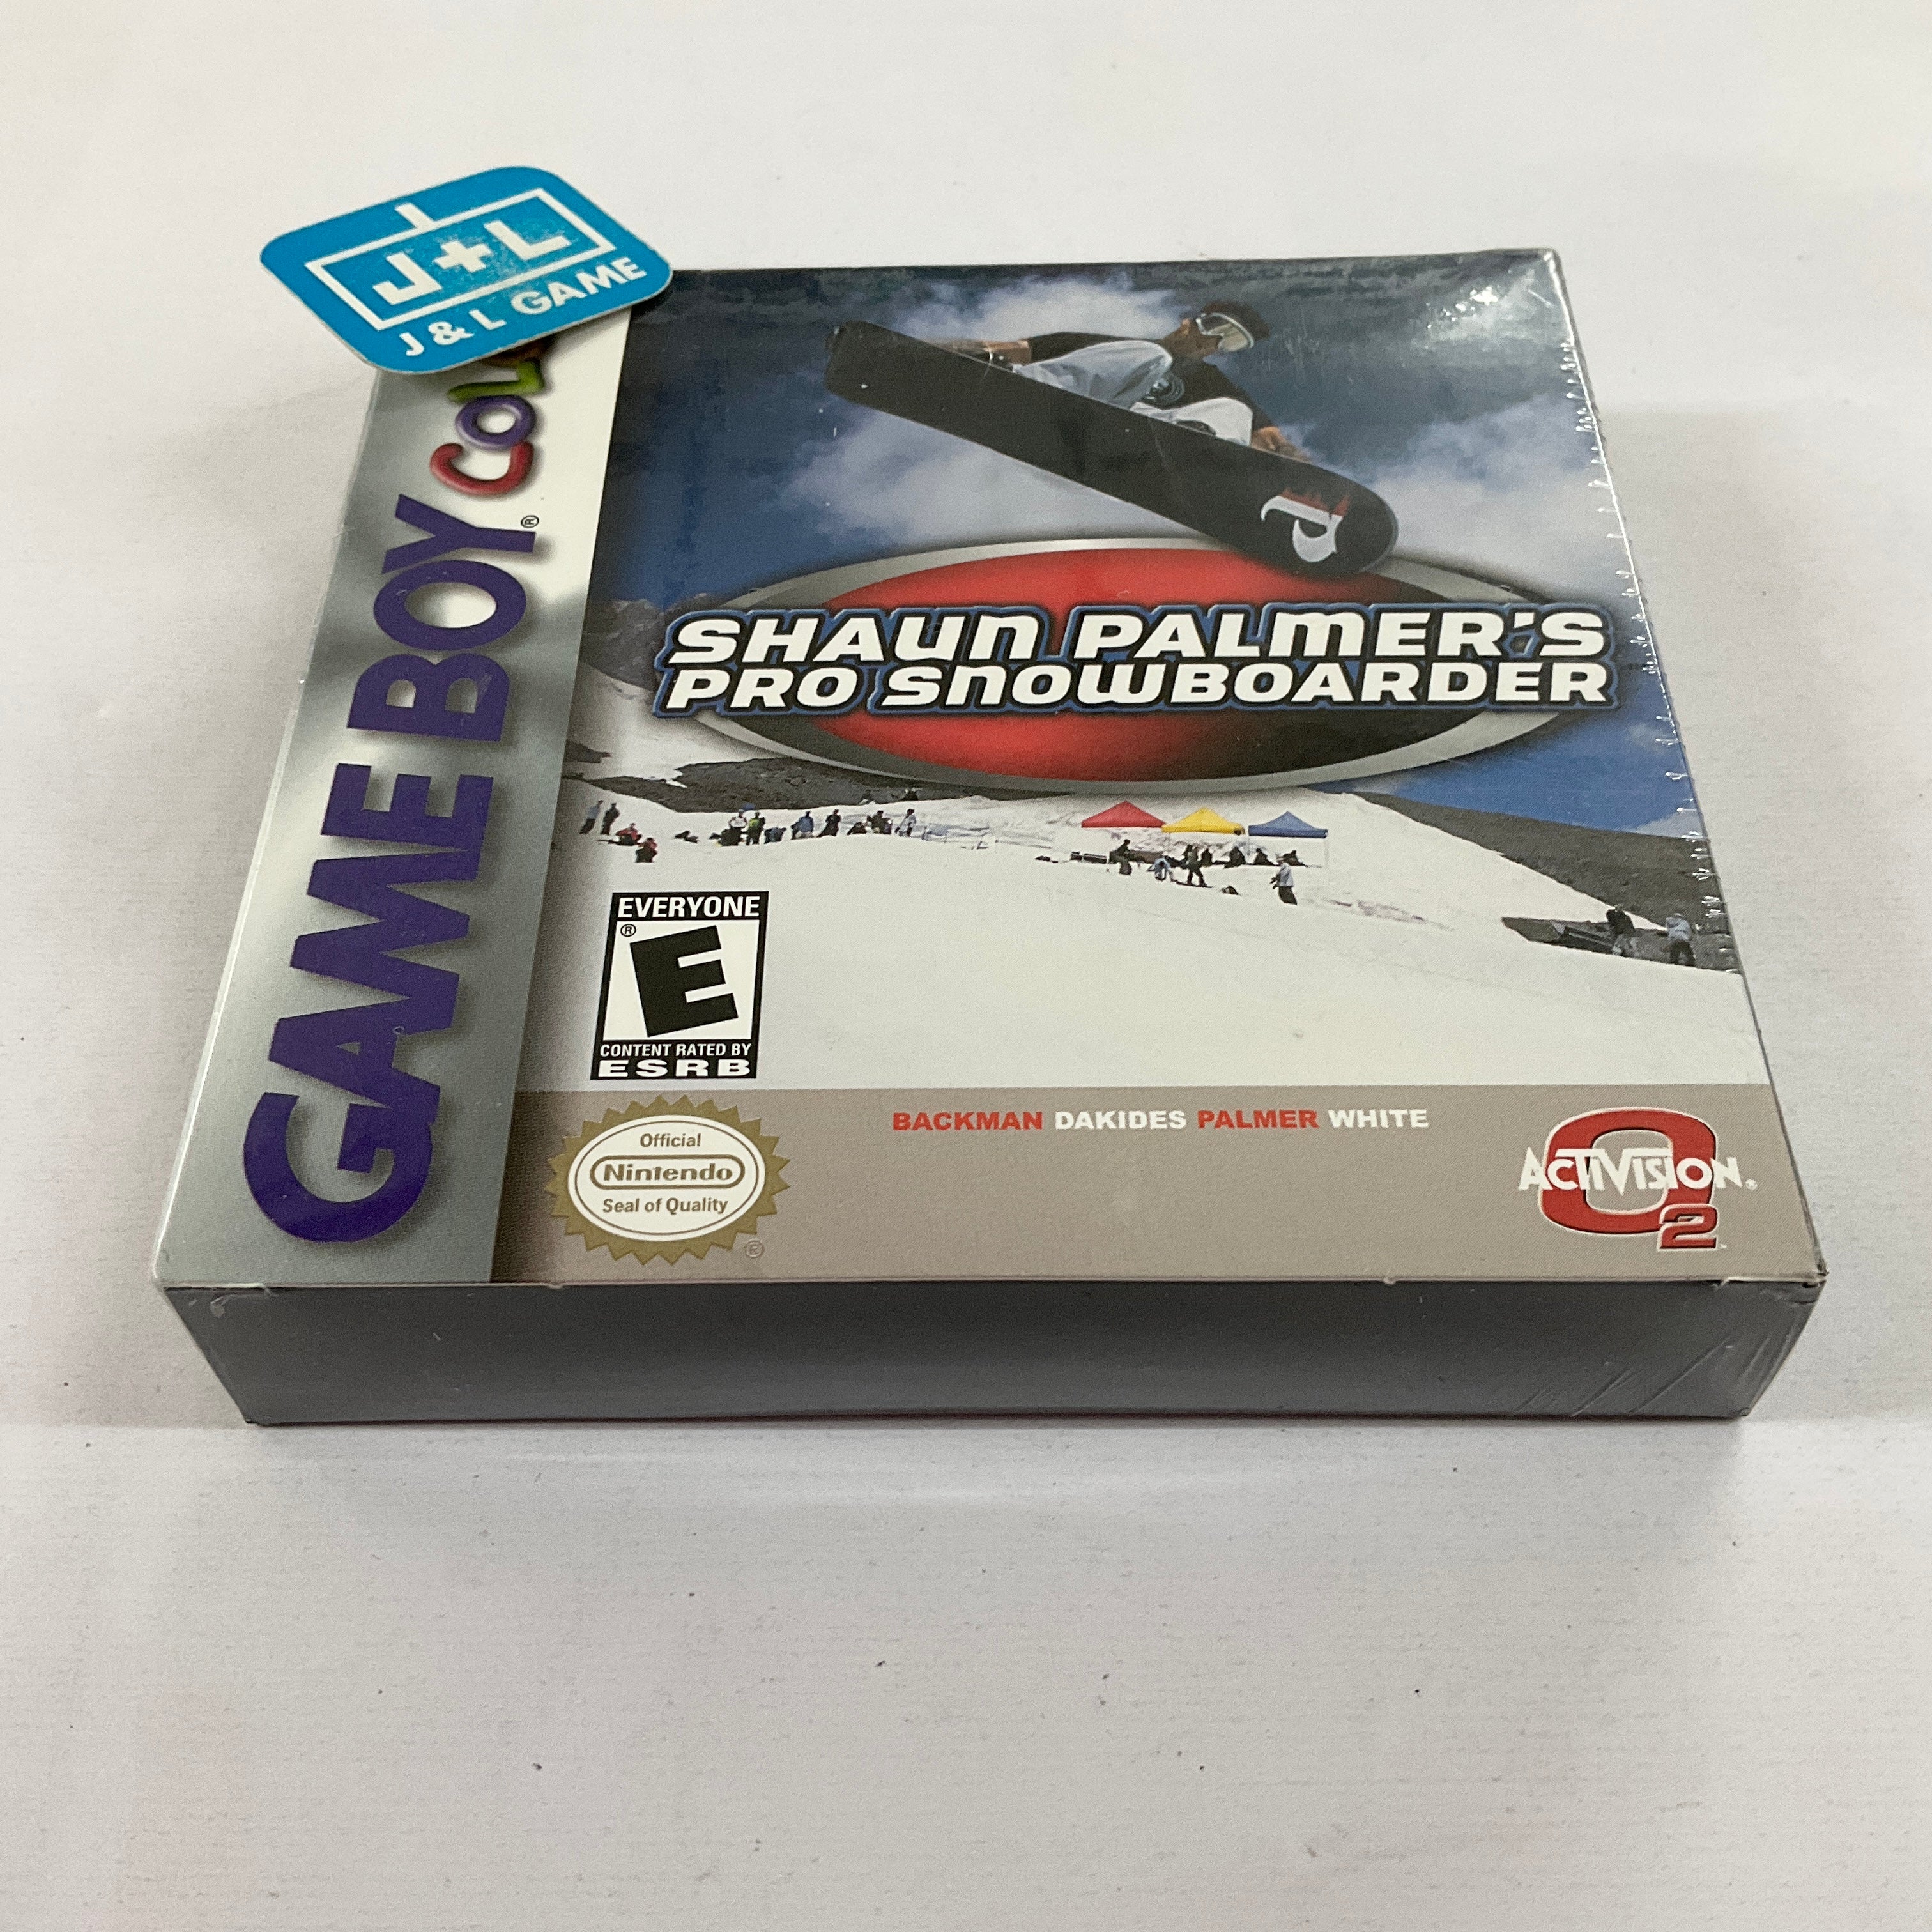 J+L
J & L GAME
GAME BOY COLOR
®
SHAUN PALMER'S
PRO SNOWBOARDER
P
EVERYONE
®
E
CONTENT RATED BY
ESRB
Official
Nintendo
Seal of Quality
®
BACKMAN DAKIDES PALMER WHITE
ACTIVISION®
O2